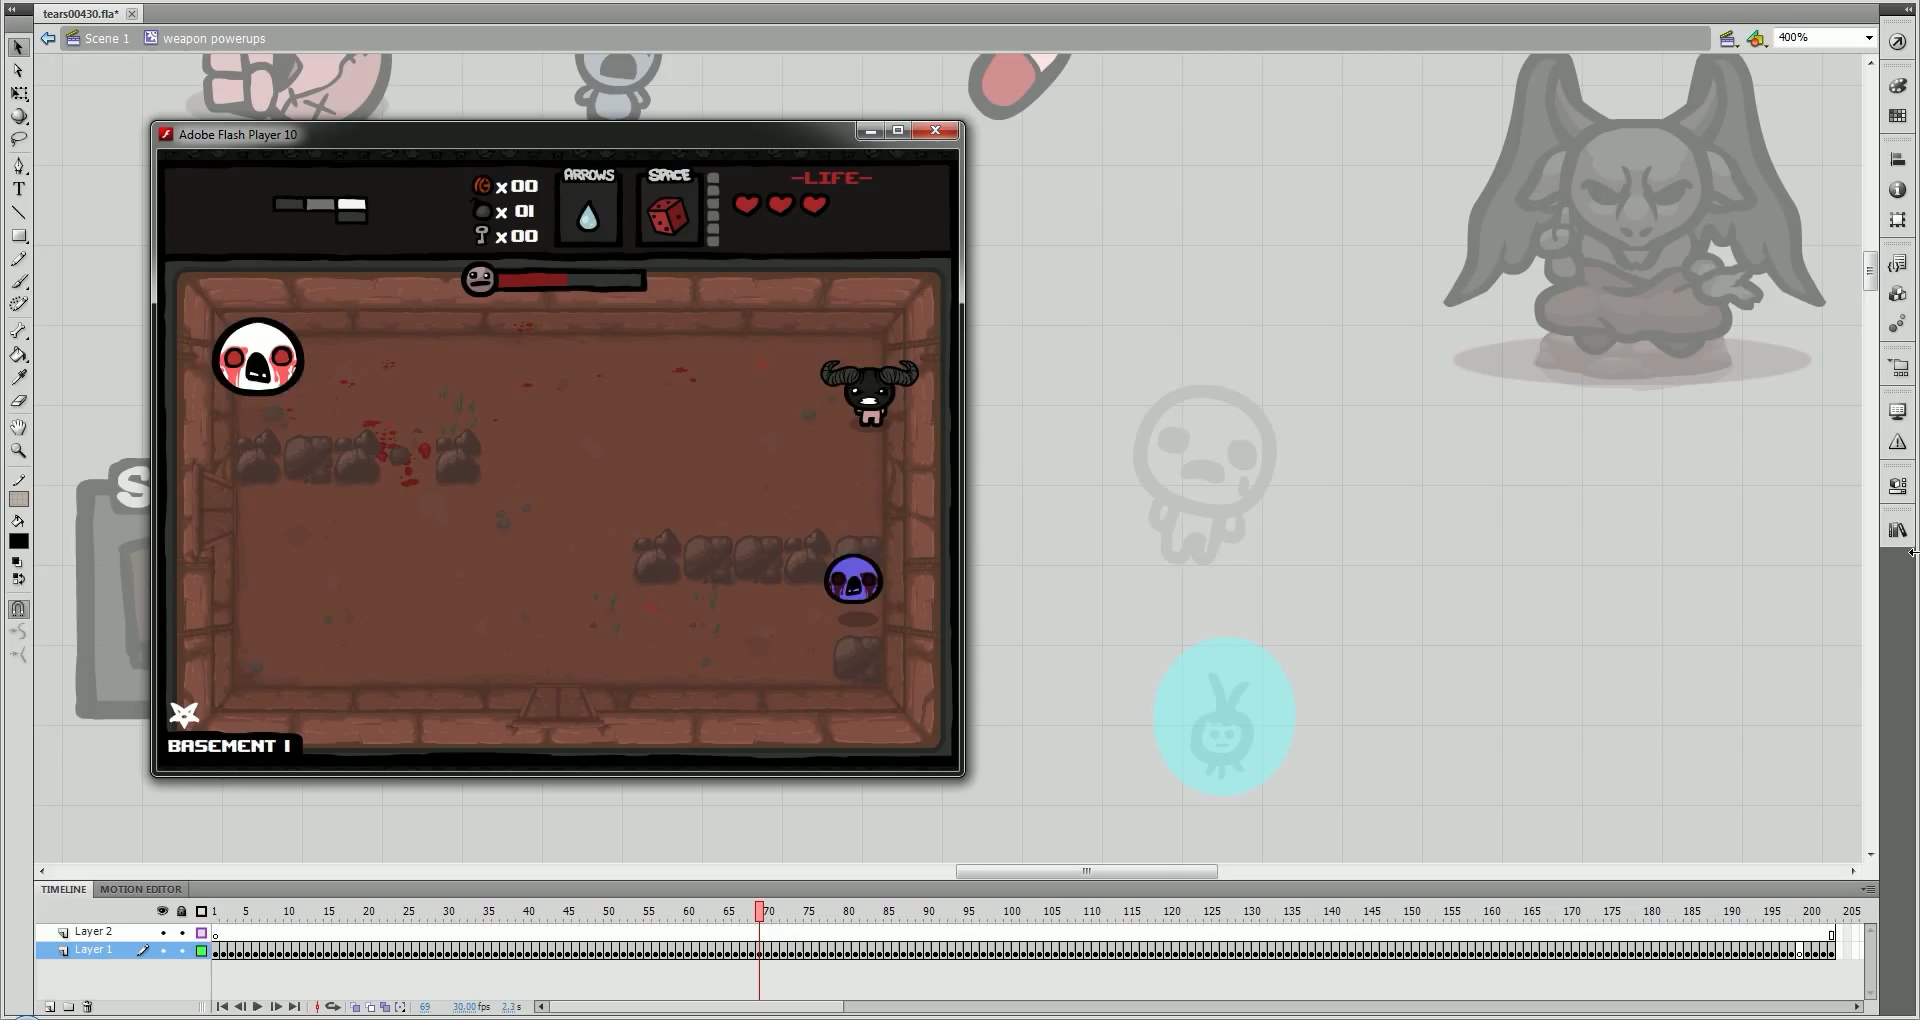 tears00430.fla*
Scene 1
weapon powerups
400%
Adobe Flash Player 10
x 00
x 01
x 00
ARROWS
SPACE
-LIFE-
S
BASEMENT I
TIMELINE
MOTION EDITOR
1 5 10 15 20 25 30 35 40 45 50 55 60 65 70 75 80 85 90 95 100 105 110 115 120 125 130 135 140 145 150 155 160 165 170 175 180 185 190 195 200 205
Layer 2
Layer 1
69
30.00 fps
2.3 s